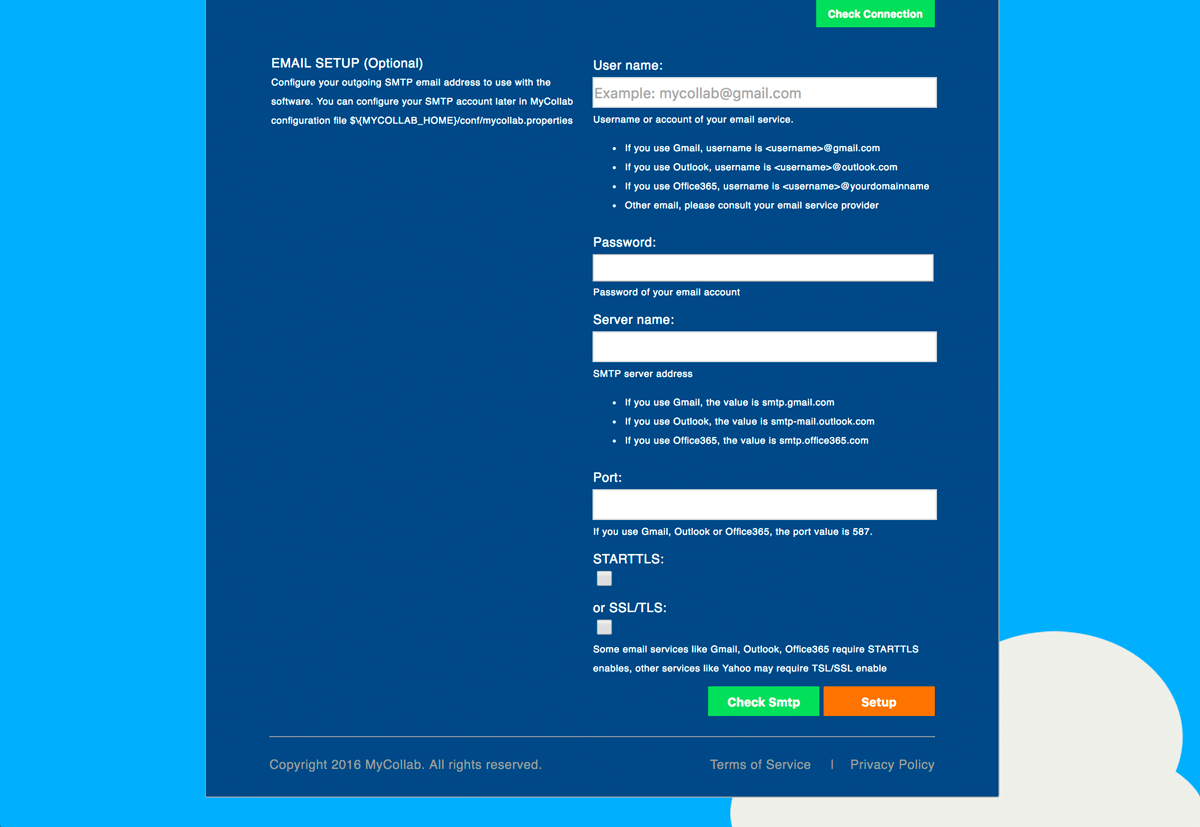 Check Connection
EMAIL SETUP (Optional)
Configure your outgoing SMTP email address to use with the
software. You can configure your SMTP account later in MyCollab
configuration file $\{MYCOLLAB_HOME}/conf/mycollab.properties
User name:
Example: mycollab@gmail.com
Username or account of your email service.
• If you use Gmail, username is <username>@gmail.com
• If you use Outlook, username is <username>@outlook.com
• If you use Office365, username is <username>@yourdomainname
• Other email, please consult your email service provider
Password:
Password of your email account
Server name:
SMTP server address
• If you use Gmail, the value is smtp.gmail.com
• If you use Outlook, the value is smtp-mail.outlook.com
• If you use Office365, the value is smtp.office365.com
Port:
If you use Gmail, Outlook or Office365, the port value is 587.
STARTTLS:
or SSL/TLS:
Some email services like Gmail, Outlook, Office365 require STARTTLS
enables, other services like Yahoo may require TSL/SSL enable
Check Smtp Setup
Copyright 2016 MyCollab. All rights reserved. Terms of Service | Privacy Policy